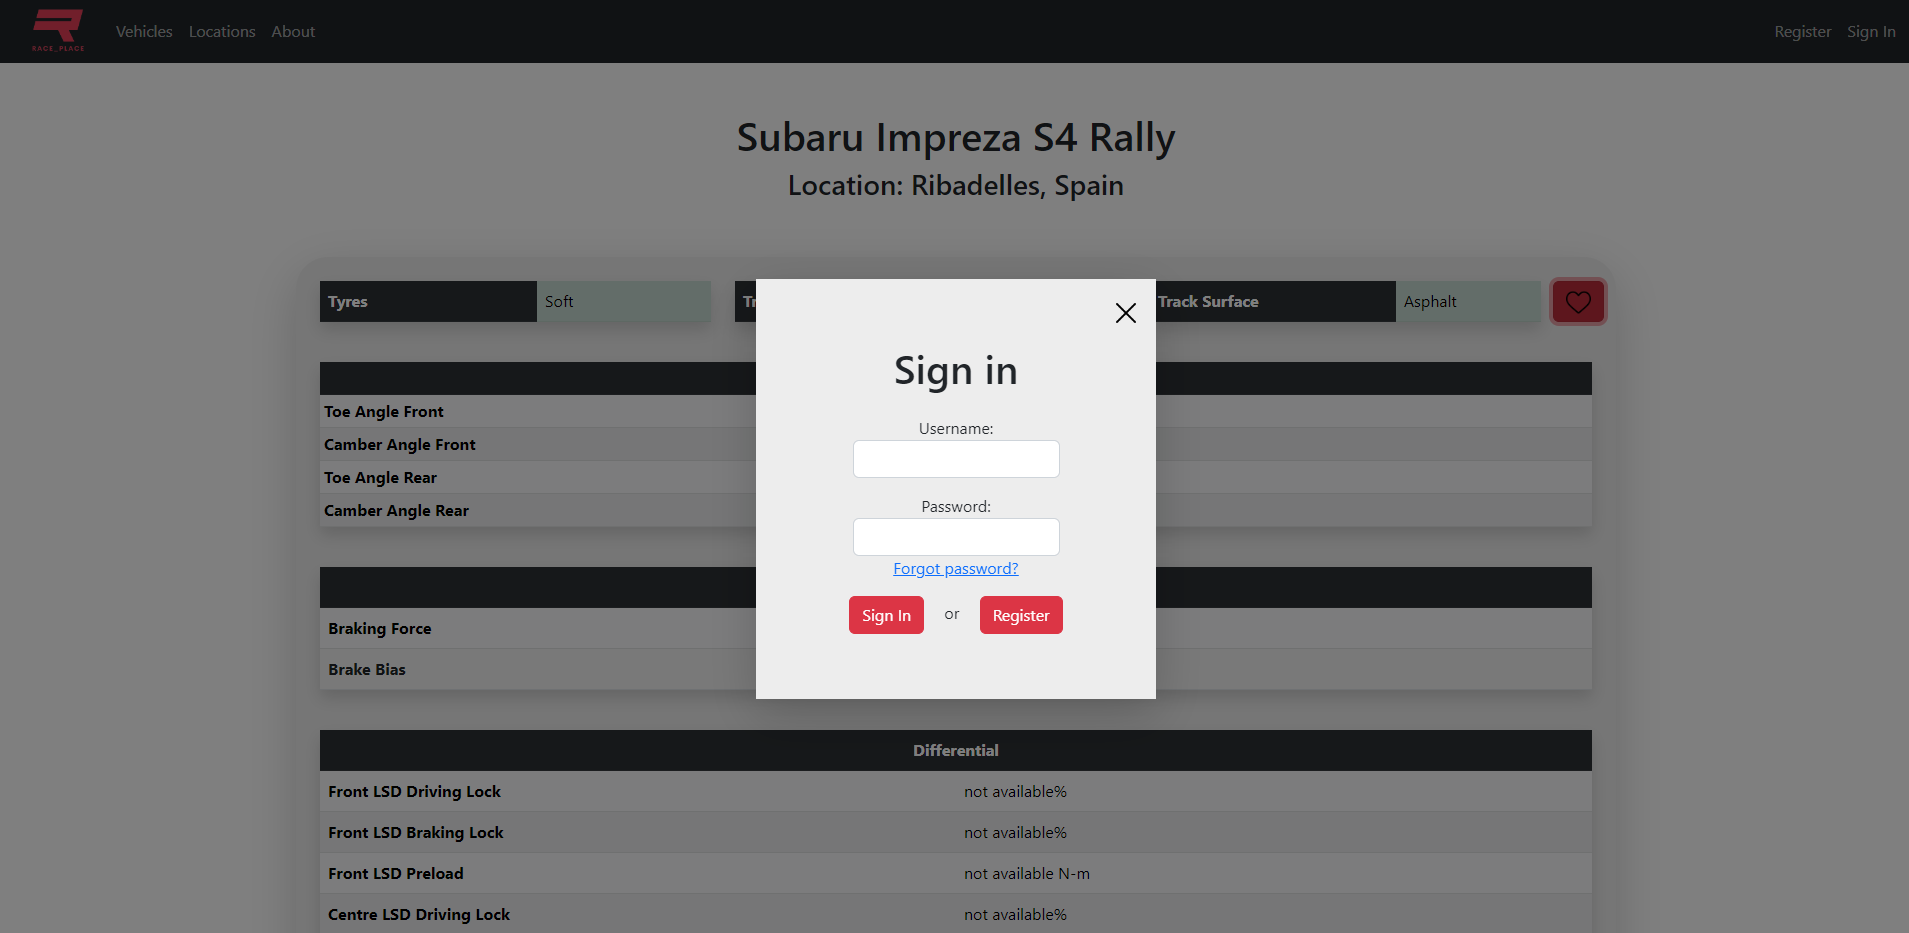 RACE_PLACE
Vehicles Locations About Register Sign In
Subaru Impreza S4 Rally
Location: Ribadelles, Spain
Tyres Soft Track Surface Asphalt
Sign in
Toe Angle Front
Camber Angle Front
Toe Angle Rear
Camber Angle Rear
Username:
Password:
Forgot password?
Sign In or Register
Braking Force
Brake Bias
Differential
Front LSD Driving Lock not available%
Front LSD Braking Lock not available%
Front LSD Preload not available N-m
Centre LSD Driving Lock not available%